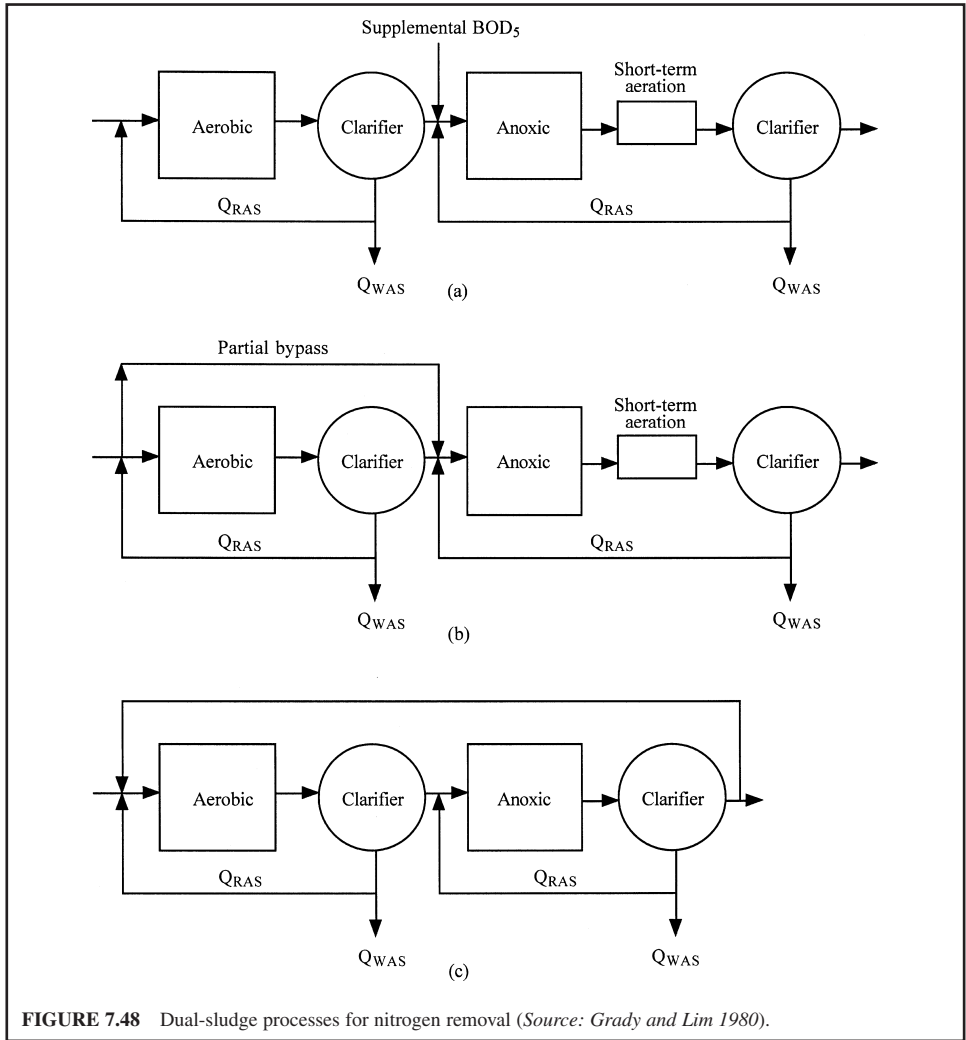 Supplemental BOD5
Short-term
aeration
Aerobic
Clarifier
Anoxic
Clarifier
QRAS
QRAS
QWAS
(a)
QWAS
Partial bypass
Short-term
aeration
Aerobic
Clarifier
Anoxic
Clarifier
QRAS
QRAS
QWAS
(b)
QWAS
Aerobic
Clarifier
Anoxic
Clarifier
QRAS
QRAS
QWAS
(c)
QWAS
FIGURE 7.48 Dual-sludge processes for nitrogen removal (Source: Grady and Lim 1980).